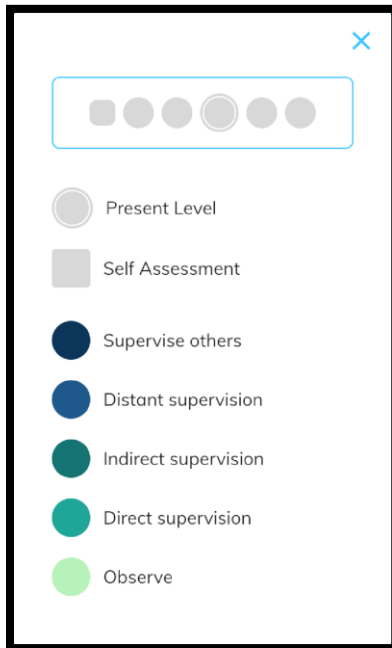 Present Level
Self Assessment
Supervise others
Distant supervision
Indirect supervision
Direct supervision
Observe